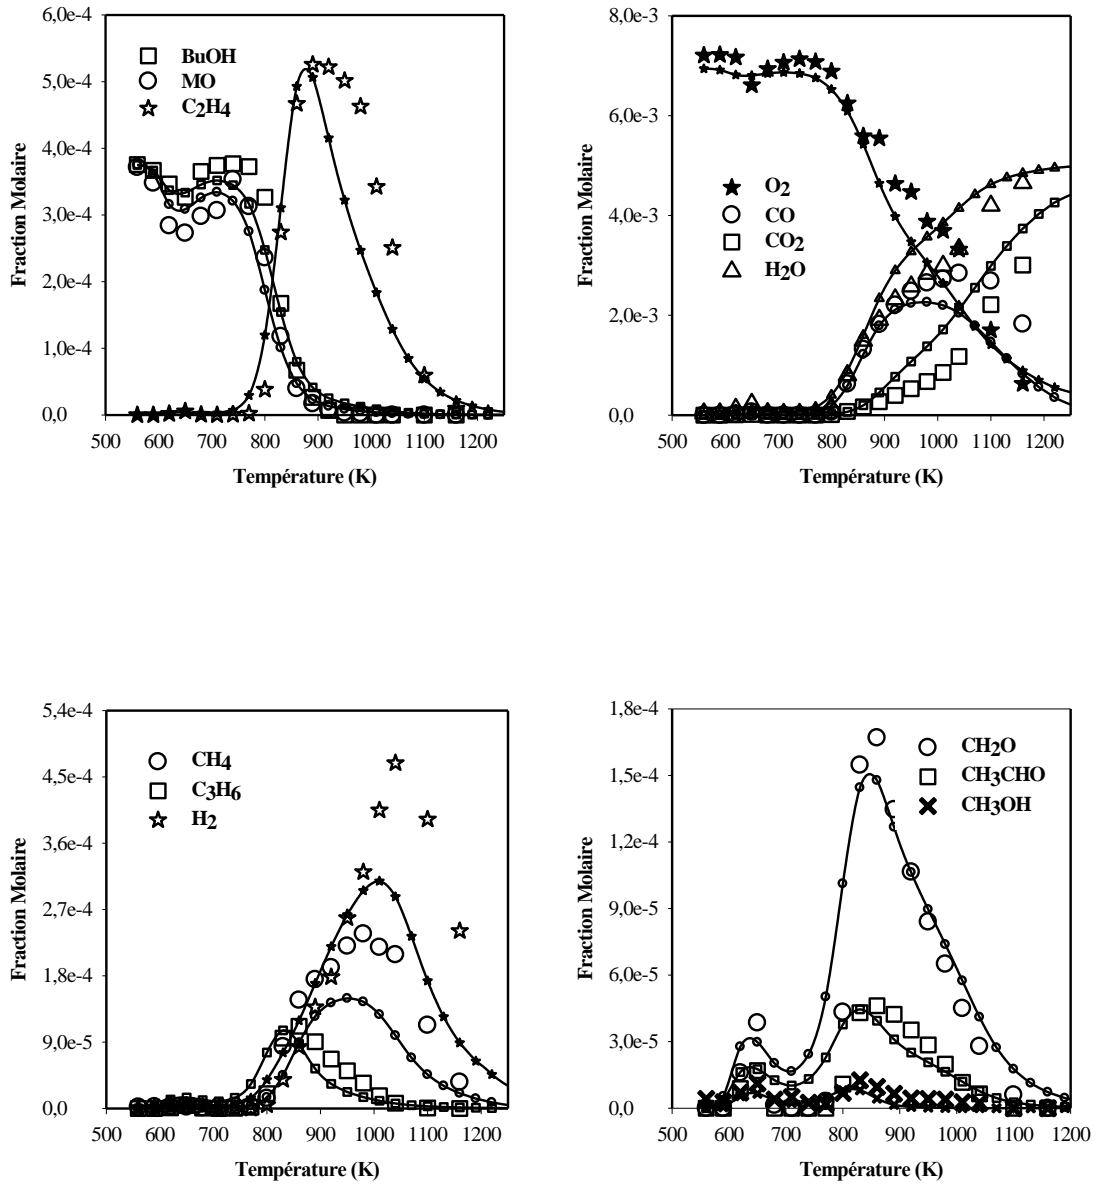 6,0e-4
5,0e-4
4,0e-4
3,0e-4
2,0e-4
1,0e-4
0,0
Fraction Molaire
BuOH
MO
C2H4
500 600 700 800 900 1000 1100 1200
Température (K)
8,0e-3
6,0e-3
4,0e-3
2,0e-3
0,0
Fraction Molaire
O2
CO
CO2
H2O
500 600 700 800 900 1000 1100 1200
Température (K)
5,4e-4
4,5e-4
3,6e-4
2,7e-4
1,8e-4
9,0e-5
0,0
Fraction Molaire
CH4
C3H6
H2
500 600 700 800 900 1000 1100 1200
Température (K)
1,8e-4
1,5e-4
1,2e-4
9,0e-5
6,0e-5
3,0e-5
0,0
Fraction Molaire
CH2O
CH3CHO
CH3OH
500 600 700 800 900 1000 1100 1200
Température (K)